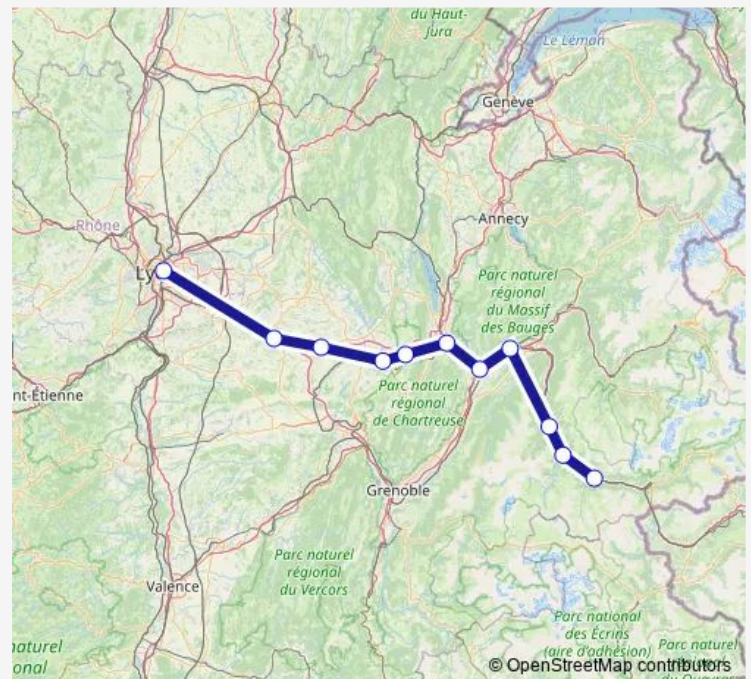 du Haut-
Jura
Le Léman
Genève
Rhône
Annecy
Ly
Parc naturel
régional
du Massif
des Bauges
nt-Étienne
Parc naturel
régional
de Chartreuse
Grenoble
Parc naturel
régional
du Vercors
Valence
Parc national
des Écrins
(aire d'adhésion)
aturel
onal
Parc naturel
© OpenStreetMap contributors